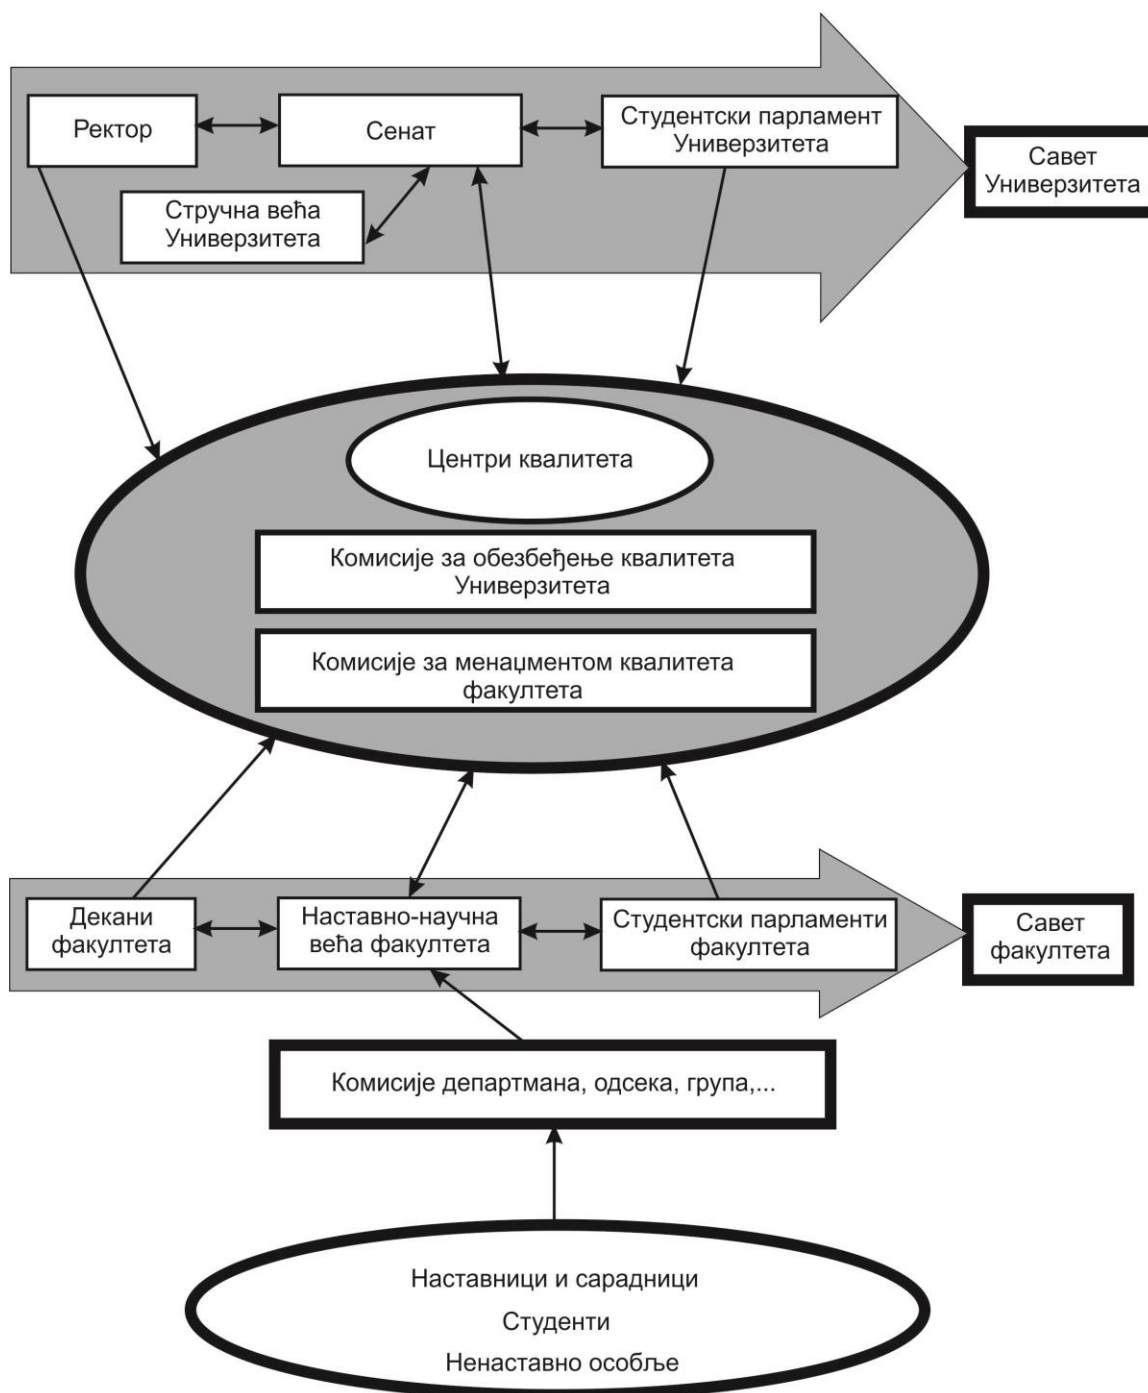 Ректор
Сенат
Студентски парламент
Универзитета
Савет
Универзитета
Стручна већа
Универзитета
Центри квалитета
Комисије за обезбеђење квалитета
Универзитета
Комисије за менаџментом квалитета
факултета
Декани
факултета
Наставно-научна
већа факултета
Студентски парламенти
факултета
Савет
факултета
Комисије департмана, одсека, група,...
Наставници и сарадници
Студенти
Ненаставно особље